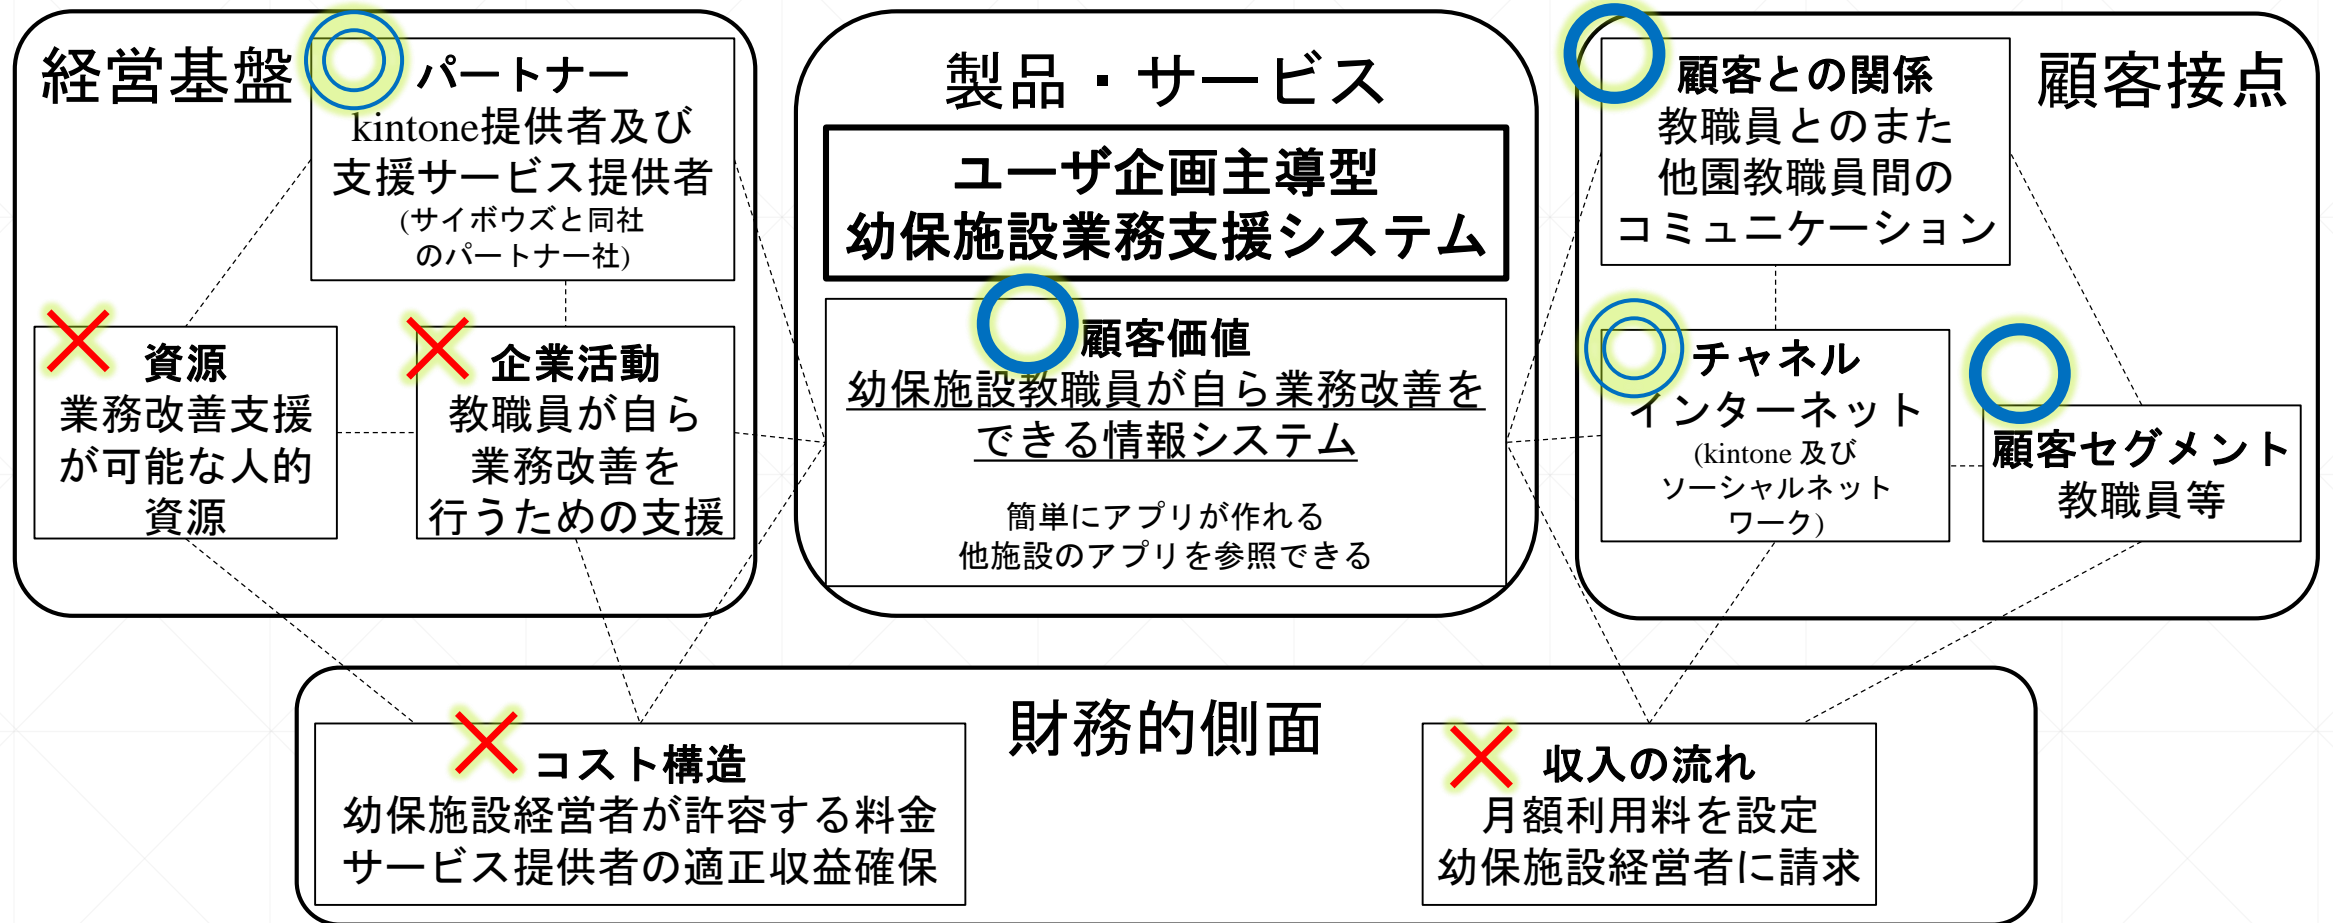 経営基盤
パートナー
kintone提供者及び
支援サービス提供者
(サイボウズと同社
のパートナー社)
資源
業務改善支援
が可能な人的
資源
企業活動
教職員が自ら
業務改善を
行うための支援
製品・サービス
ユーザ企画主導型
幼保施設業務支援システム
顧客価値
幼保施設教職員が自ら業務改善を
できる情報システム
簡単にアプリが作れる
他施設のアプリを参照できる
顧客接点
顧客との関係
教職員とのまた
他園教職員間の
コミュニケーション
チャネル
インターネット
(kintone 及び
ソーシャルネット
ワーク)
顧客セグメント
教職員等
財務的側面
コスト構造
幼保施設経営者が許容する料金
サービス提供者の適正収益確保
収入の流れ
月額利用料を設定
幼保施設経営者に請求